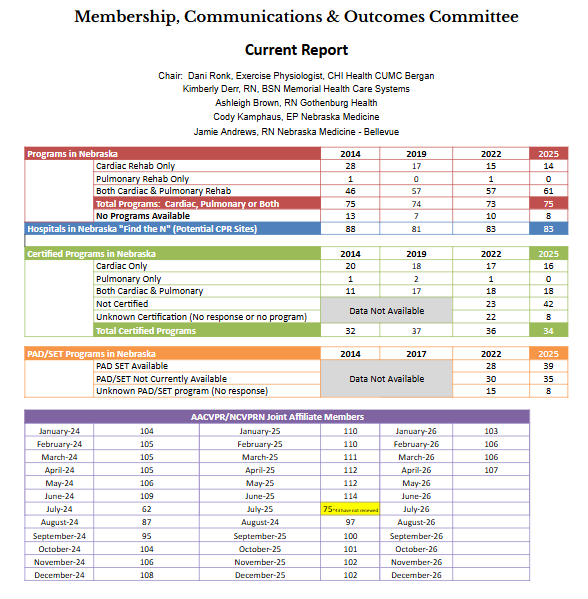 Membership, Communications & Outcomes Committee
Current Report
Chair: Dani Ronk, Exercise Physiologist, CHI Health CUMC Bergan
Kimberly Derr, RN, BSN Memorial Health Care Systems
Ashleigh Brown, RN Gothenburg Health
Cody Kamphaus, EP Nebraska Medicine
Jamie Andrews, RN Nebraska Medicine - Bellevue
Programs in Nebraska 2014 2019 2022 2025
Cardiac Rehab Only 28 17 15 14
Pulmonary Rehab Only 1 0 1 0
Both Cardiac & Pulmonary Rehab 46 57 57 61
Total Programs: Cardiac, Pulmonary or Both 75 74 73 75
No Programs Available 13 7 10 8
Hospitals in Nebraska "Find the N" (Potential CPR Sites) 88 81 83 83
Certified Programs in Nebraska 2014 2019 2022 2025
Cardiac Only 20 18 17 16
Pulmonary Only 1 2 1 0
Both Cardiac & Pulmonary 11 17 18 18
Not Certified Data Not Available 23 42
Unknown Certification (No response or no program) 22 8
Total Certified Programs 32 37 36 34
PAD/SET Programs in Nebraska 2014 2017 2022 2025
PAD SET Available 28 39
PAD/SET Not Currently Available Data Not Available 30 35
Unknown PAD/SET program (No response) 15 8
AACVPR/NCVPRN Joint Affiliate Members
January-24 104 January-25 110 January-26 103
February-24 105 February-25 110 February-26 106
March-24 105 March-25 111 March-26 106
April-24 105 April-25 112 April-26 107
May-24 106 May-25 112 May-26
June-24 109 June-25 114 June-26
July-24 62 July-25 75 have not renewed July-26
August-24 87 August-24 97 August-26
September-24 95 September-25 100 September-26
October-24 104 October-25 101 October-26
November-24 106 November-25 102 November-26
December-24 108 December-25 102 December-26